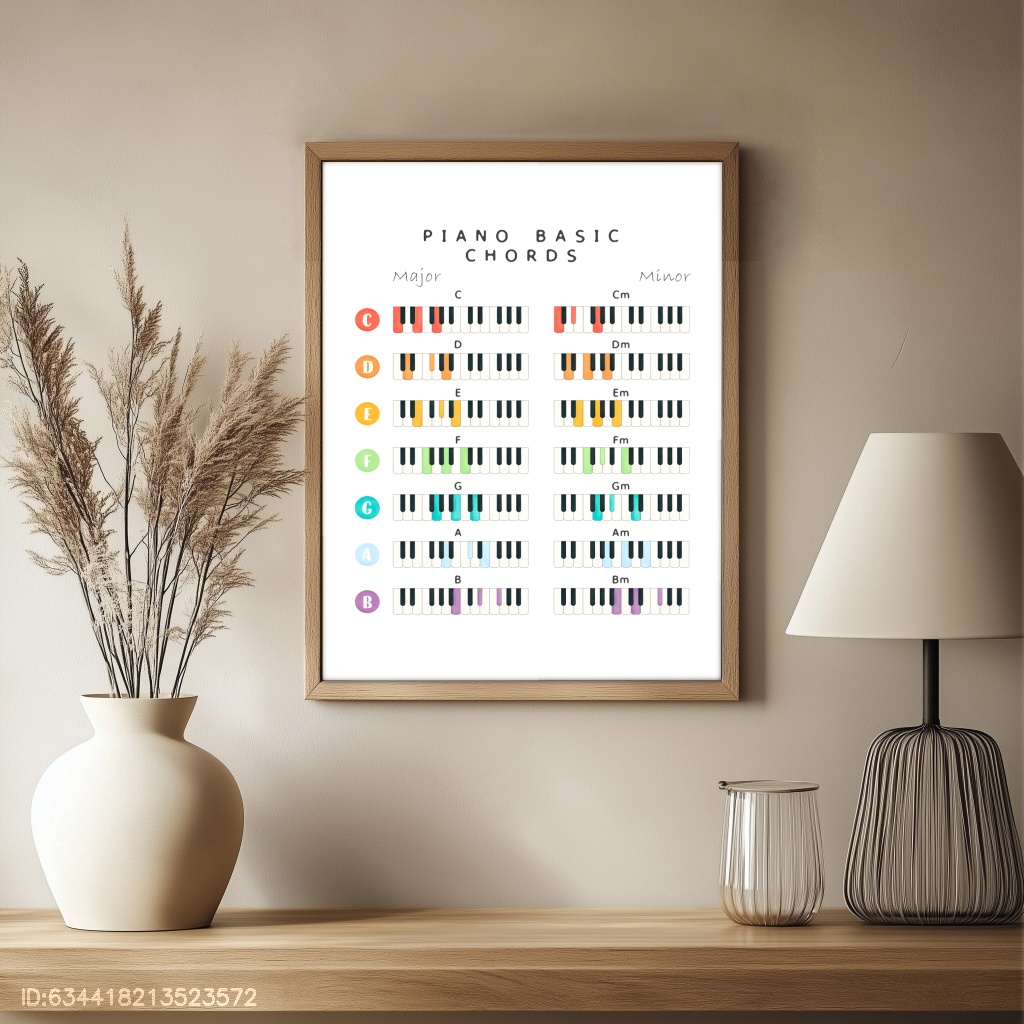 PIANO BASIC
CHORDS
Major Minor
C Cm
C
D Dm
D
E Em
E
F Fm
F
G Gm
G
A Am
A
B Bm
B
ID:634418213523572